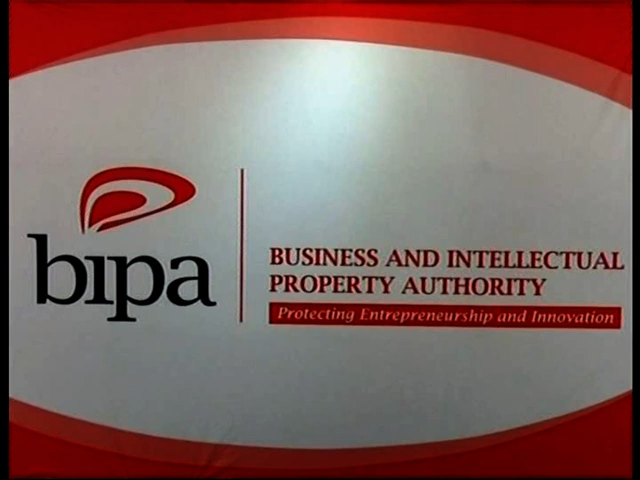 bipa
BUSINESS AND INTELLECTUAL
PROPERTY AUTHORITY
Protecting Entrepreneurship and Innovation